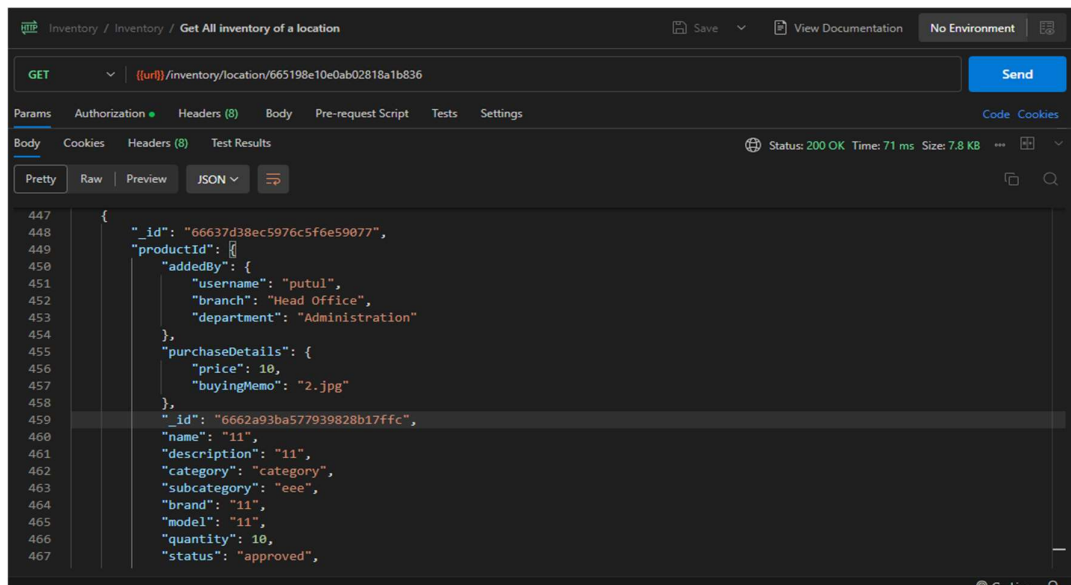 HTTP Inventory / Inventory / Get All inventory of a location Save View Documentation No Environment
GET {{url}}/inventory/location/665198e10e0ab02818a1b836 Send
Params Authorization Headers (8) Body Pre-request Script Tests Settings Code Cookies
Body Cookies Headers (8) Test Results Status: 200 OK Time: 71 ms Size: 7.8 KB
Pretty Raw Preview JSON
447 {
448 "_id": "66637d38ec5976c5f6e59077",
449 "productId": {
450 "addedBy": {
451 "username": "putul",
452 "branch": "Head Office",
453 "department": "Administration"
454 },
455 "purchaseDetails": {
456 "price": 10,
457 "buyingMemo": "2.jpg"
458 },
459 "_id": "6662a93ba577939828b17ffc",
460 "name": "11",
461 "description": "11",
462 "category": "category",
463 "subcategory": "eee",
464 "brand": "11",
465 "model": "11",
466 "quantity": 10,
467 "status": "approved",